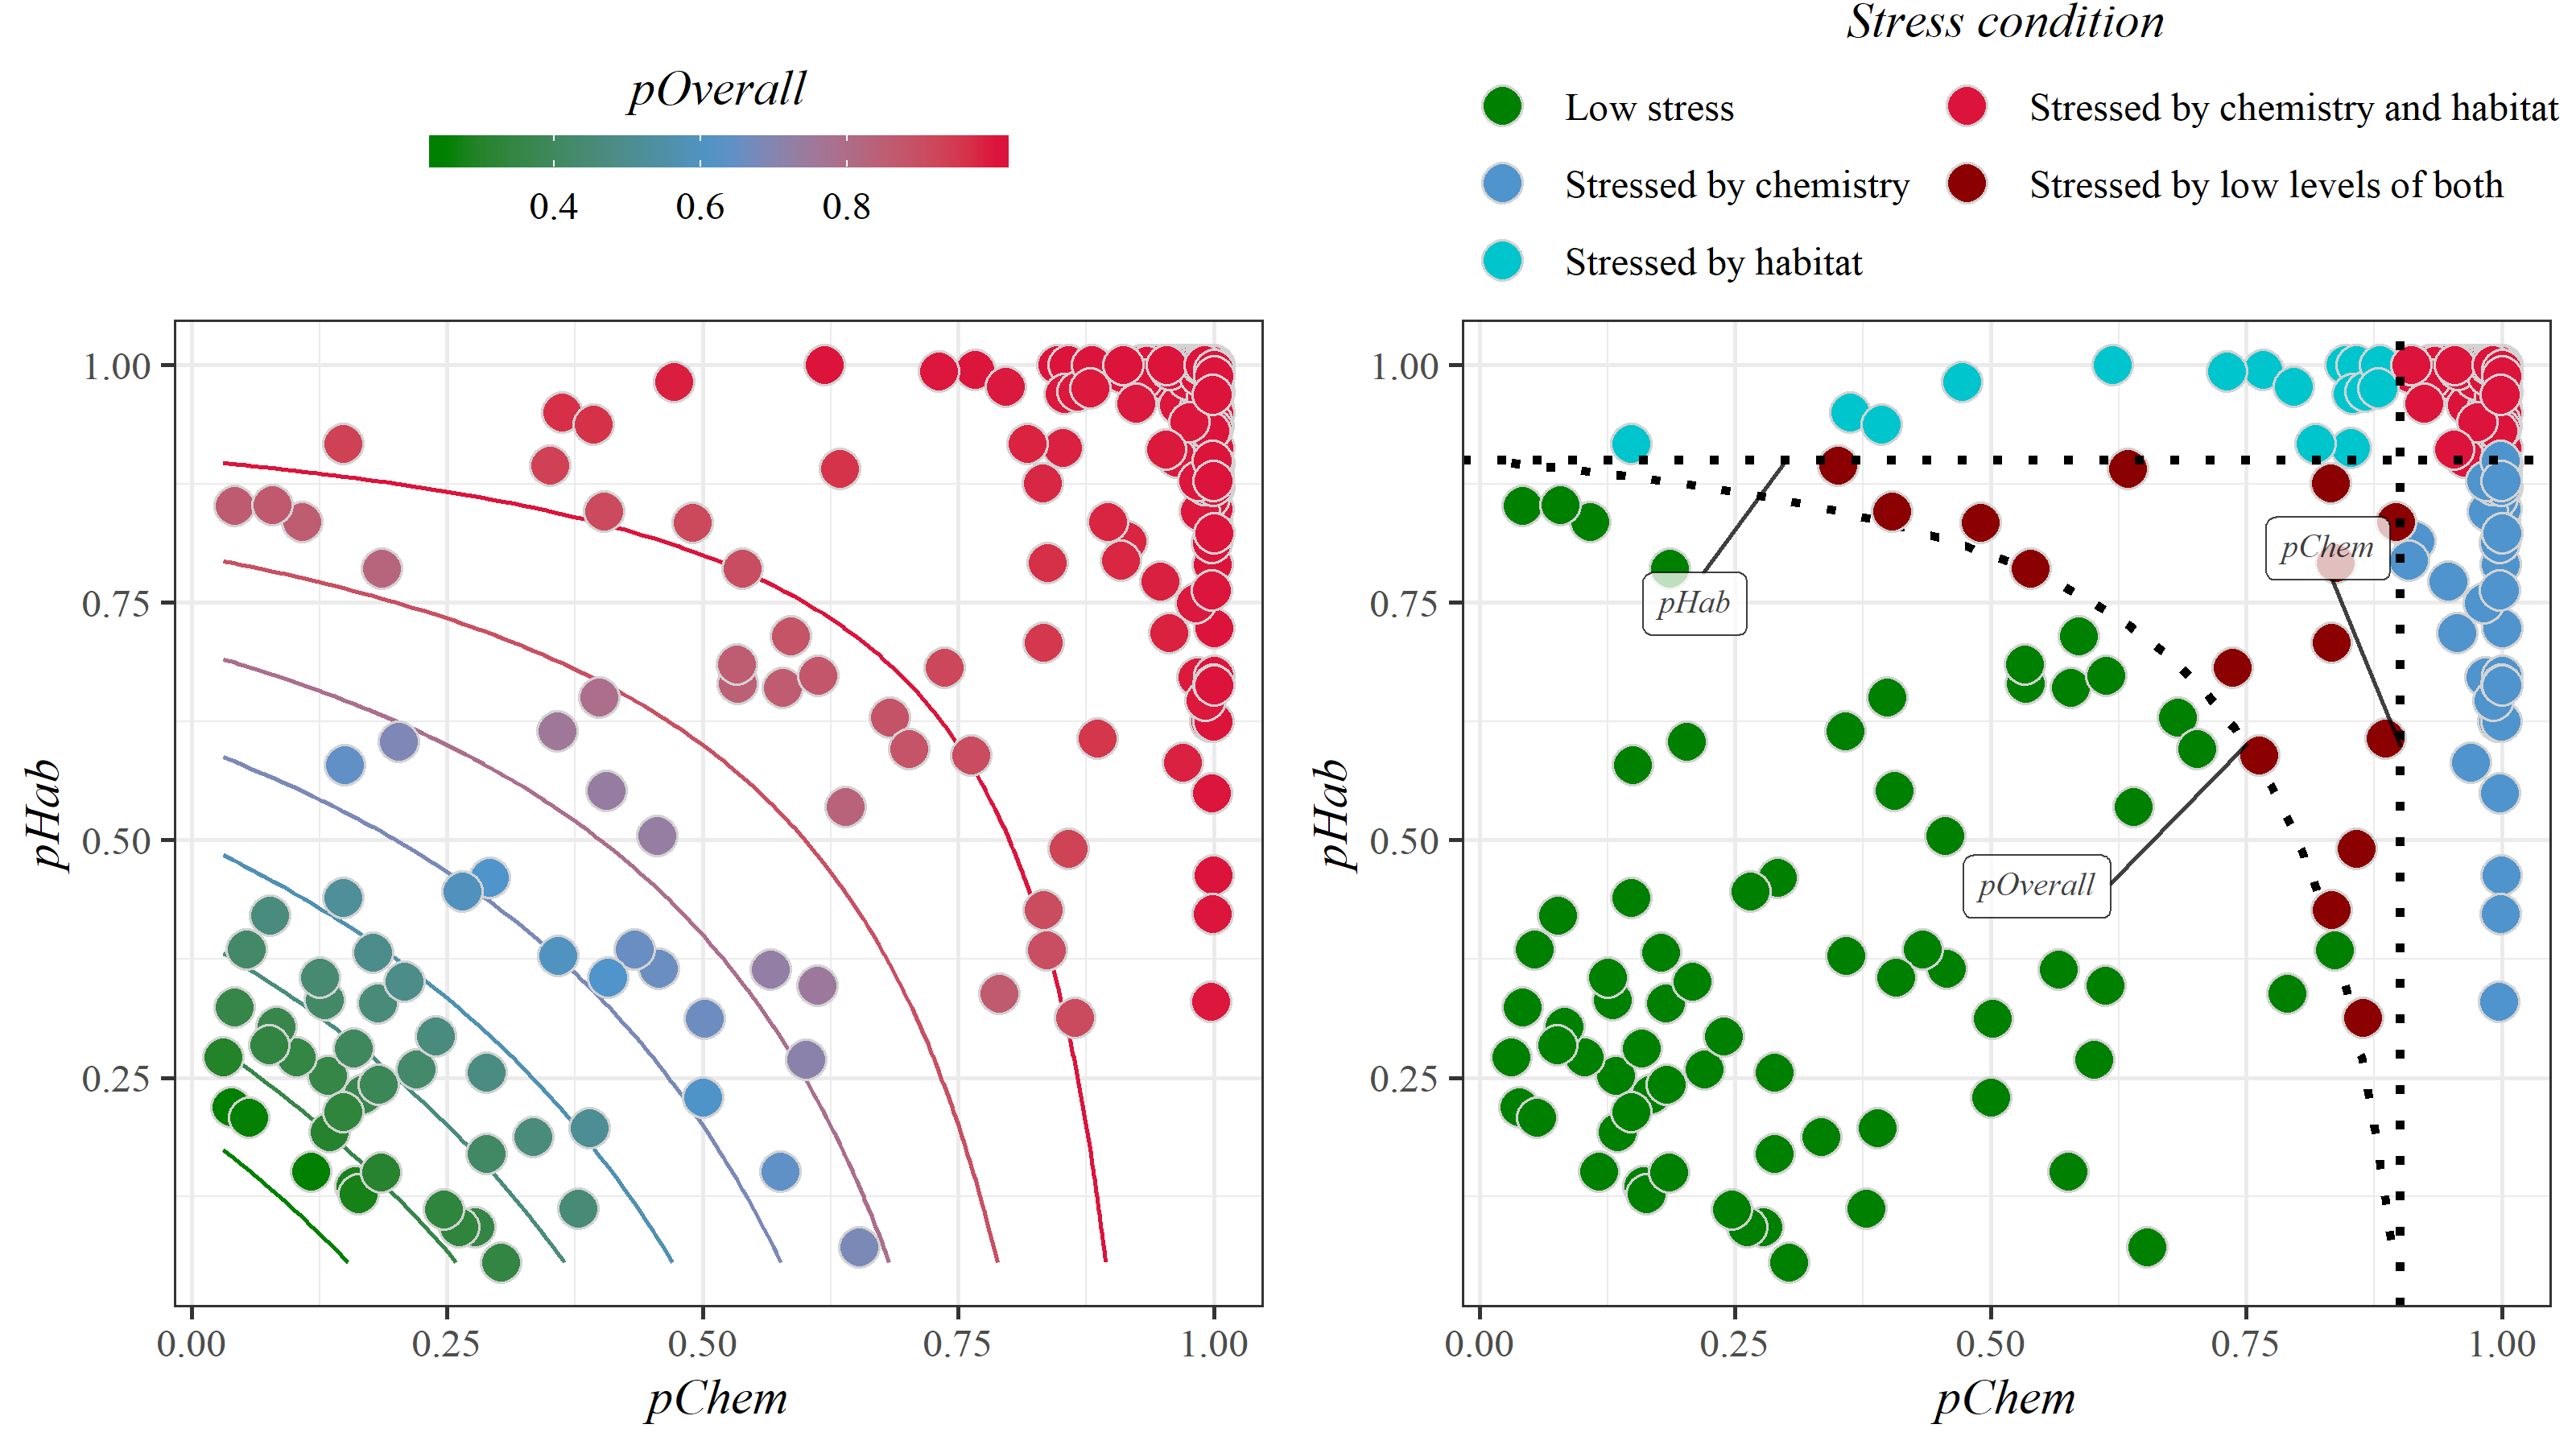 pOverall
0.4 0.6 0.8
1.00
0.75
0.50
0.25
pHab
0.00 0.25 0.50 0.75 1.00
pChem
Stress condition
Low stress
Stressed by chemistry
Stressed by habitat
Stressed by chemistry and habitat
Stressed by low levels of both
1.00
0.75
0.50
0.25
pHab
pChem
pHab
pOverall
0.00 0.25 0.50 0.75 1.00
pChem